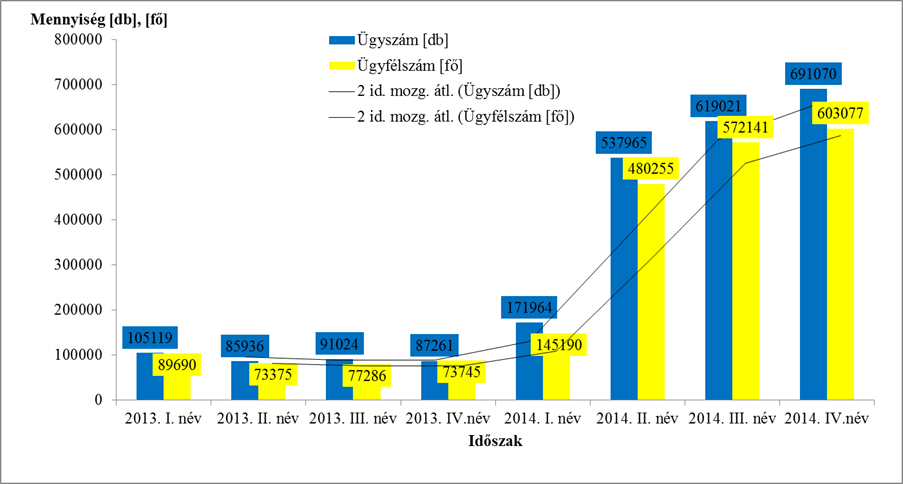 Mennyiség [db], [fő]
800000
700000
600000
500000
400000
300000
200000
100000
0
Ügyszám [db]
Ügyfélszám [fő]
2 id. mozg. átl. (Ügyszám [db])
2 id. mozg. átl. (Ügyfélszám [fő])
105119
89690
85936
73375
91024
77286
87261
73745
171964
145190
537965
480255
619021
572141
691070
603077
2013. I. név
2013. II. név
2013. III. név
2013. IV.név
2014. I. név
2014. II. név
2014. III. név
2014. IV.név
Időszak